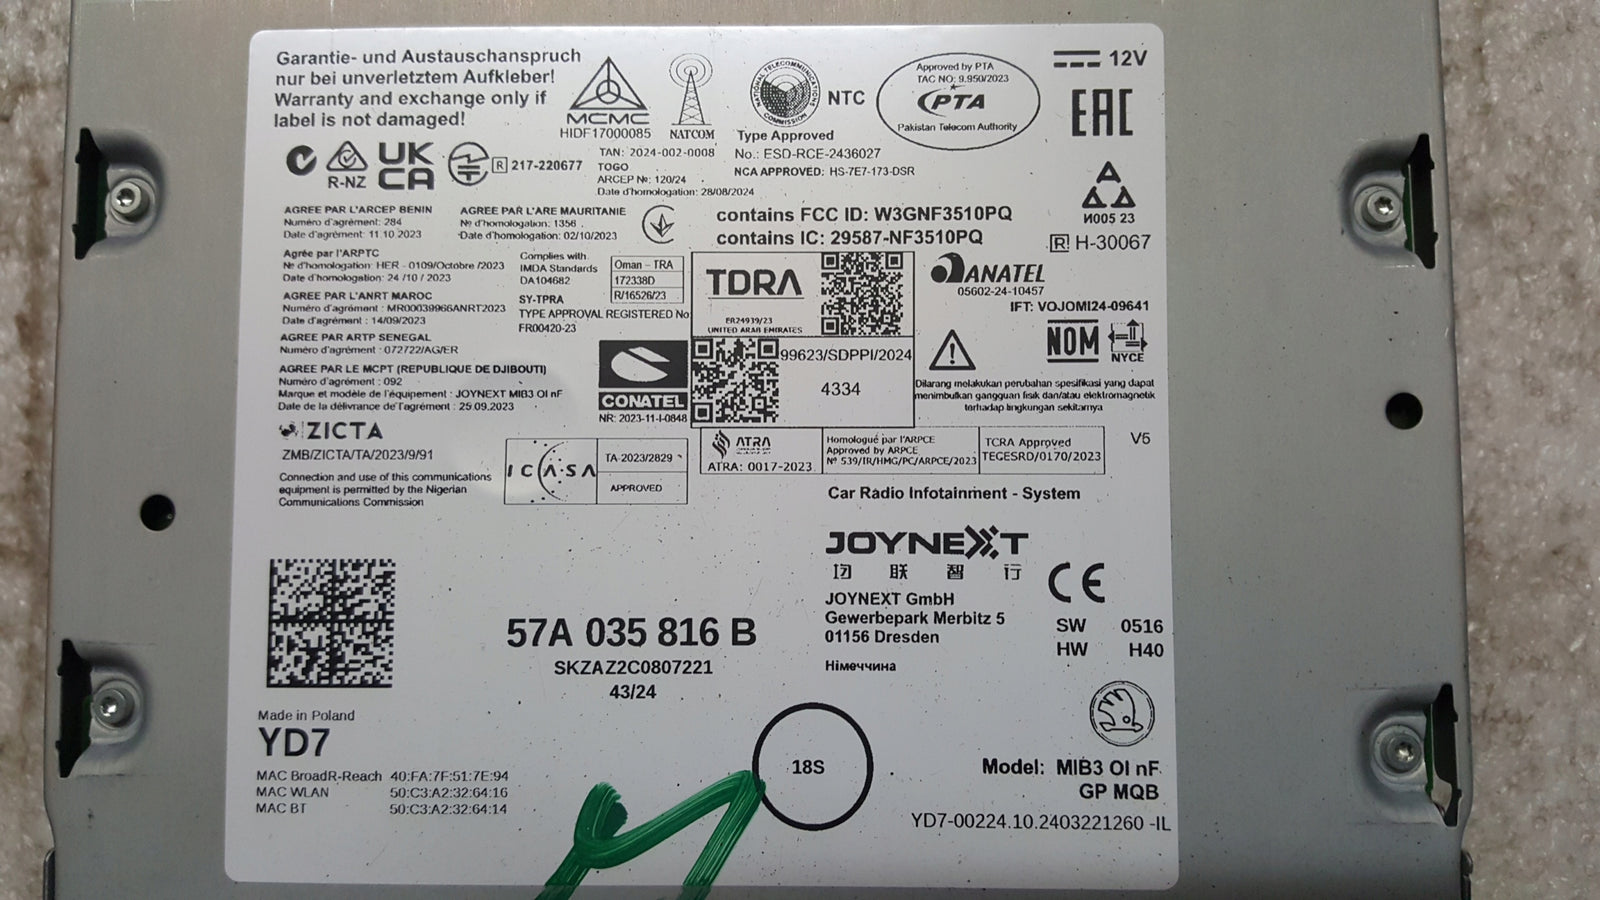 Garantie- und Austauschanspruch
nur bei unverletztem Aufkleber!
Warranty and exchange only if
label is not damaged!
MCMC
HIDF17000085
NATCOM
NATIONAL TELECOMMUNICATIONS COMMISSION
NTC
Type Approved
No.: ESD-RCE-2436027
NCA APPROVED: HS-7E7-173-DSR
Approved by PTA
TAC NO: 9.950/2023
PTA
Pakistan Telecom Authority
12V
EAC
R-NZ
UK
CA
R 217-220677
TAN: 2024-002-0008
TOGO
ARCEP №: 120/24
Date d'homologation: 28/08/2024
И005 23
R H-30067
AGREE PAR L'ARCEP BENIN
Numéro d'agrément: 284
Date d'agrément: 11.10.2023
AGREE PAR L'ARE MAURITANIE
№ d'homologation: 1356
Date d'homologation: 02/10/2023
contains FCC ID: W3GNF3510PQ
contains IC: 29587-NF3510PQ
Agrée par l'ARPTC
№ d'homologation: HER - 0109/Octobre /2023
Date d'homologation: 24 /10 / 2023
Complies with
IMDA Standards
DA104682
Oman - TRA
172338D
R/16526/23
TDRA
ER24939/23
UNITED ARAB EMIRATES
ANATEL
05602-24-10457
IFT: VOJOMI24-09641
AGREE PAR L'ANRT MAROC
Numéro d'agrément : MR00039966ANRT2023
Date d'agrément : 14/09/2023
SY-TPRA
TYPE APPROVAL REGISTERED No
FR00420-23
AGREE PAR ARTP SENEGAL
Numéro d'agrément : 072722/AG/ER
NOM
NYCE
AGREE PAR LE MCPT (REPUBLIQUE DE DJIBOUTI)
Numéro d'agrément : 092
Marque et modèle de l'équipement : JOYNEXT MIB3 OI nF
Date de la délivrance de l'agrément : 25.09.2023
CONATEL
NR: 2023-11-I-0848
99623/SDPPI/2024
4334
Dilarang melakukan perubahan spesifikasi yang dapat
menimbulkan gangguan fisik dan/atau elektromagnetik
terhadap lingkungan sekitarnya
ZICTA
ZMB/ZICTA/TA/2023/9/91
Connection and use of this communications
equipment is permitted by the Nigerian
Communications Commission
ICASA
TA-2023/2829
APPROVED
ATRA
ATRA: 0017-2023
Homologué par l'ARPCE
Approved by ARPCE
N° 539/IR/HMG/PC/ARPCE/2023
TCRA Approved
TEGESRD/0170/2023
V5
Car Radio Infotainment - System
JOYNEXT
均 联 智 行
JOYNEXT GmbH
Gewerbepark Merbitz 5
01156 Dresden
Німеччина
CE
SW 0516
HW H40
57A 035 816 B
SKZAZ2C0807221
43/24
Made in Poland
YD7
MAC BroadR-Reach 40:FA:7F:51:7E:94
MAC WLAN 50:C3:A2:32:64:16
MAC BT 50:C3:A2:32:64:14
18S
Model: MIB3 OI nF
GP MQB
YD7-00224.10.2403221260 -IL